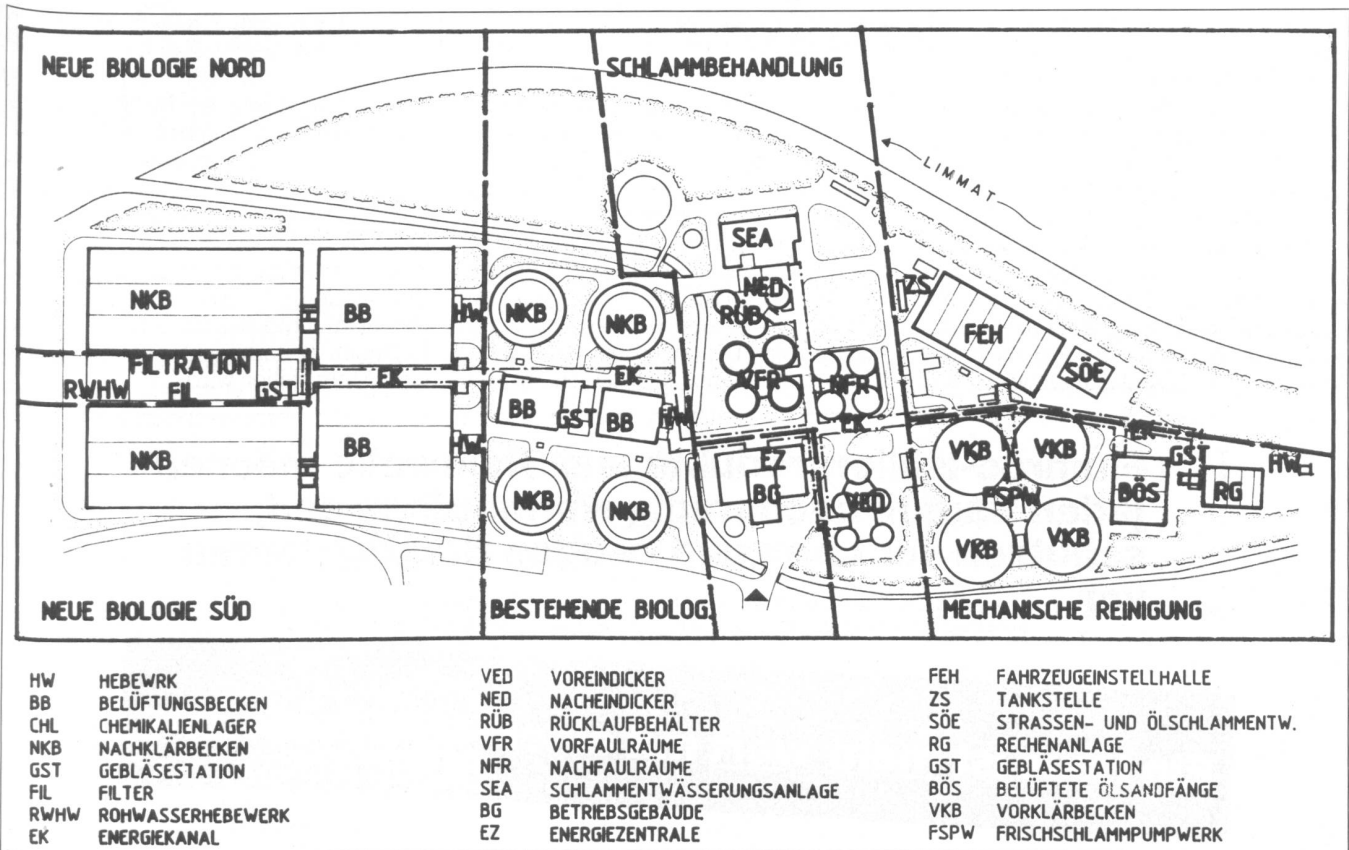 NEUE BIOLOGIE NORD
SCHLAMMBEHANDLUNG
LIMMAT
SEA
NED
ZS
RÜB
NKB
BB
HW
NKB
NKB
FEH
SÖE
FILTRATION
RWHW
FIL
GST
EK
EK
VFR
NFR
BB
GST
BB
HW
EK
EK
NKB
BB
HW
EZ
BG
VED
VKB
VKB
GST
HW
NKB
NKB
FSPW
BÖS
RG
VKB
VKB
NEUE BIOLOGIE SÜD
BESTEHENDE BIOLOG.
MECHANISCHE REINIGUNG
HW HEBEWRK
BB BELÜFTUNGSBECKEN
CHL CHEMIKALIENLAGER
NKB NACHKLÄRBECKEN
GST GEBLÄSESTATION
FIL FILTER
RWHW ROHWASSERHEBEWERK
EK ENERGIEKANAL
VED VOREINDICKER
NED NACHEINDICKER
RÜB RÜCKLAUFBEHÄLTER
VFR VORFAULRÄUME
NFR NACHFAULRÄUME
SEA SCHLAMMENTWÄSSERUNGSANLAGE
BG BETRIEBSGEBÄUDE
EZ ENERGIEZENTRALE
FEH FAHRZEUGEINSTELLHALLE
ZS TANKSTELLE
SÖE STRASSEN- UND ÖLSCHLAMMENTW.
RG RECHENANLAGE
GST GEBLÄSESTATION
BÖS BELÜFTETE ÖLSANDFÄNGE
VKB VORKLÄRBECKEN
FSPW FRISCHSCHLAMMPUMPWERK